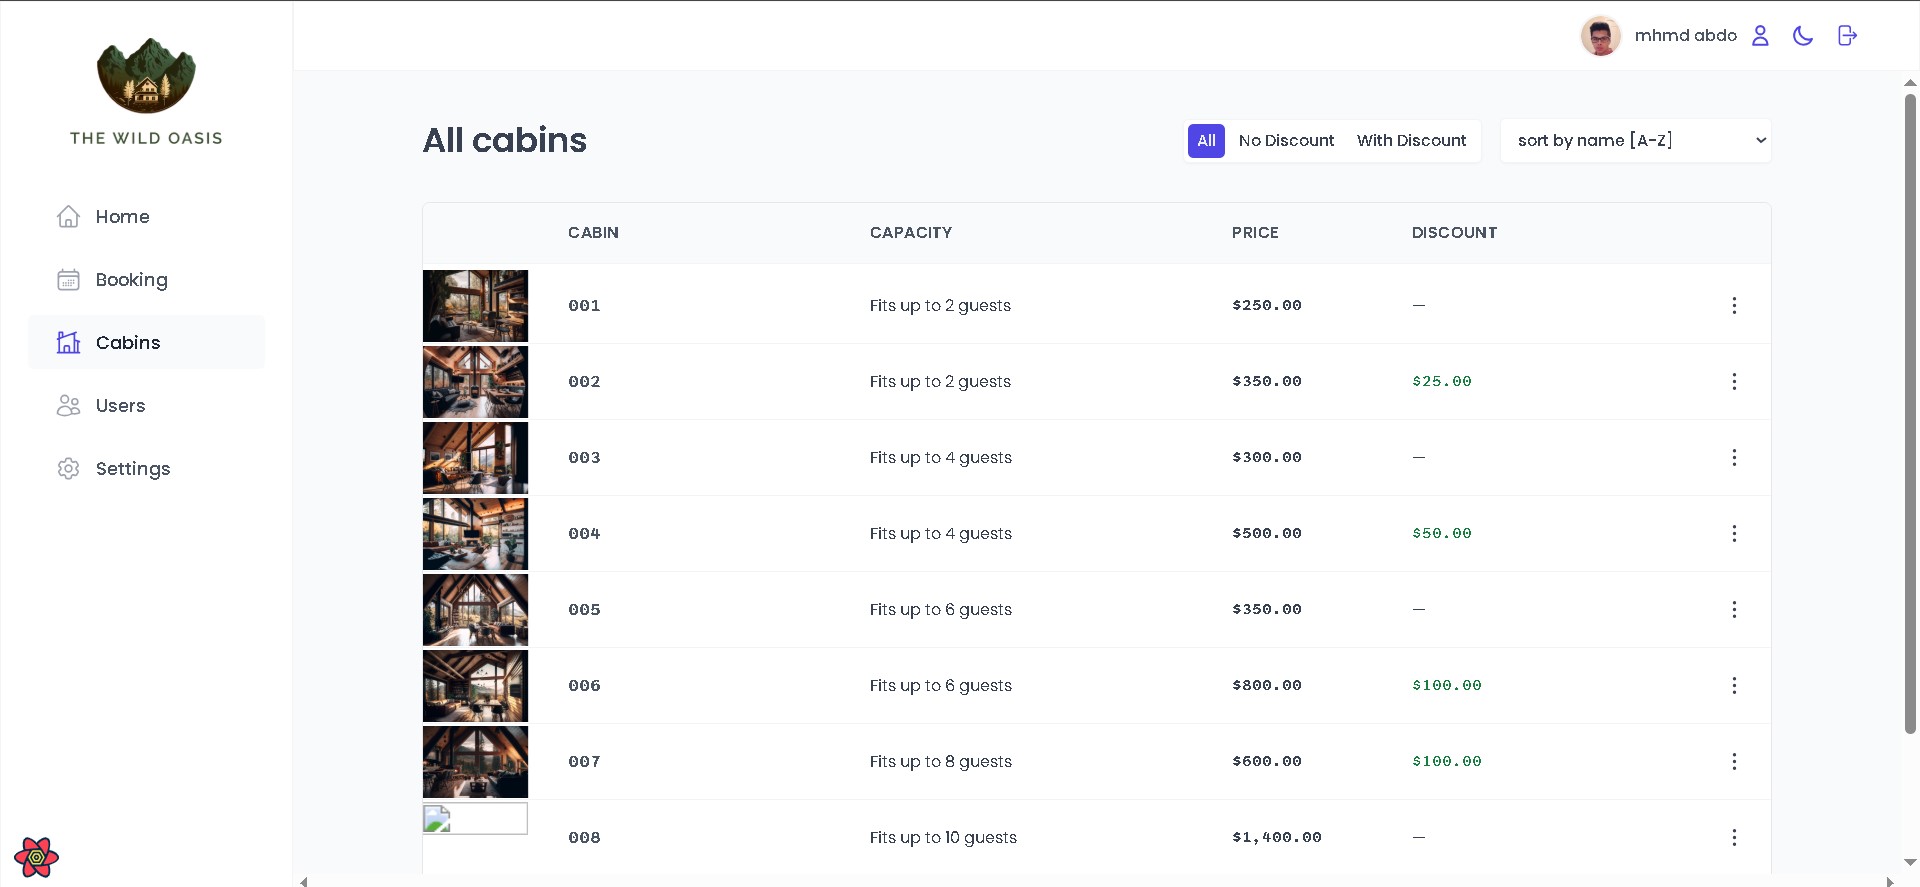 mhmd abdo
THE WILD OASIS
Home
Booking
Cabins
Users
Settings
All cabins
All No Discount With Discount sort by name [A-Z]
CABIN CAPACITY PRICE DISCOUNT
001 Fits up to 2 guests $250.00 —
002 Fits up to 2 guests $350.00 $25.00
003 Fits up to 4 guests $300.00 —
004 Fits up to 4 guests $500.00 $50.00
005 Fits up to 6 guests $350.00 —
006 Fits up to 6 guests $800.00 $100.00
007 Fits up to 8 guests $600.00 $100.00
008 Fits up to 10 guests $1,400.00 —